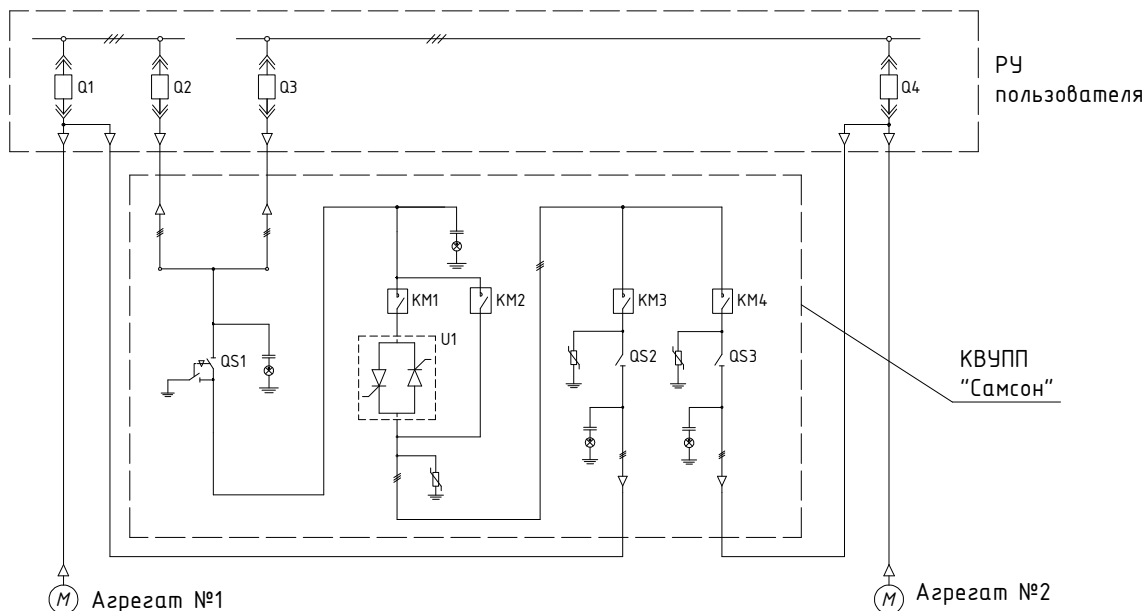 Q1
Q2
Q3
Q4
РУ
пользователя
KM1
KM2
KM3
KM4
U1
QS1
QS2
QS3
КВУПП
"Самсон"
M Агрегат №1
M Агрегат №2